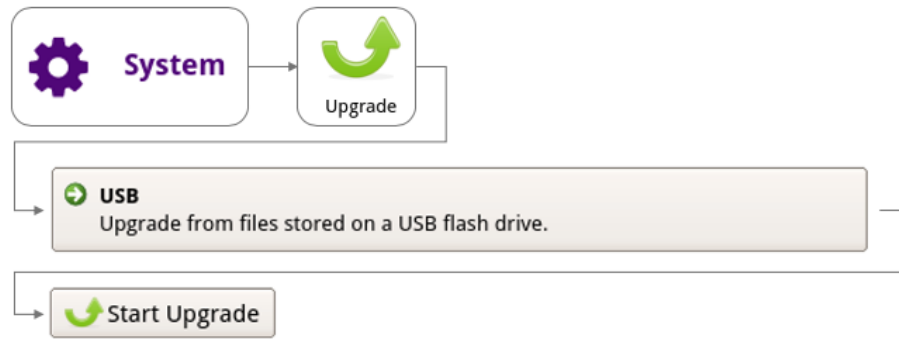 System
Upgrade
USB
Upgrade from files stored on a USB flash drive.
Start Upgrade